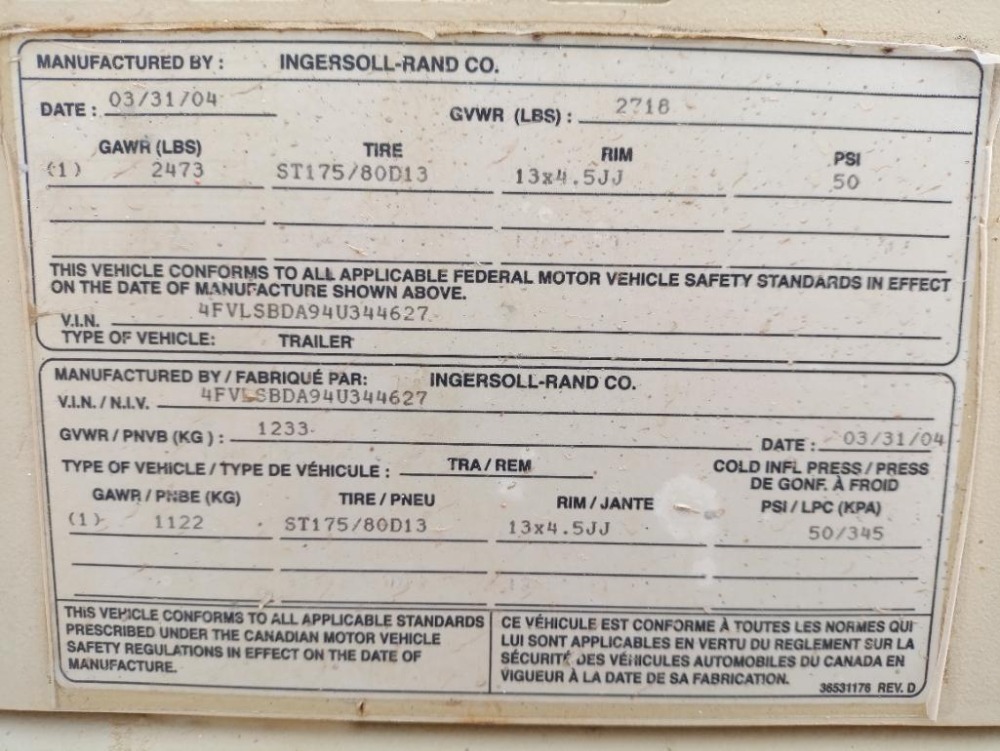 MANUFACTURED BY : INGERSOLL-RAND CO.
DATE : 03/31/04 GVWR (LBS) : 2718
GAWR (LBS) TIRE RIM PSI
(1) 2473 ST175/80D13 13x4.5JJ 50
THIS VEHICLE CONFORMS TO ALL APPLICABLE FEDERAL MOTOR VEHICLE SAFETY STANDARDS IN EFFECT
ON THE DATE OF MANUFACTURE SHOWN ABOVE.
V.I.N. 4FVLSBDA94U344627
TYPE OF VEHICLE: TRAILER
MANUFACTURED BY / FABRIQUÉ PAR: INGERSOLL-RAND CO.
V.I.N. / N.I.V. 4FVLSBDA94U344627
GVWR / PNVB (KG) : 1233 DATE : 03/31/04
TYPE OF VEHICLE / TYPE DE VÉHICULE : TRA / REM COLD INFL PRESS / PRESS
DE GONF. À FROID
GAWR / PNBE (KG) TIRE / PNEU RIM / JANTE PSI / LPC (KPA)
(1) 1122 ST175/80D13 13x4.5JJ 50/345
THIS VEHICLE CONFORMS TO ALL APPLICABLE STANDARDS
PRESCRIBED UNDER THE CANADIAN MOTOR VEHICLE
SAFETY REGULATIONS IN EFFECT ON THE DATE OF
MANUFACTURE.
CE VÉHICULE EST CONFORME À TOUTES LES NORMES QUI
LUI SONT APPLICABLES EN VERTU DU REGLEMENT SUR LA
SÉCURITÉ DES VÉHICULES AUTOMOBILES DU CANADA EN
VIGUEUR À LA DATE DE SA FABRICATION.
36531176 REV. D